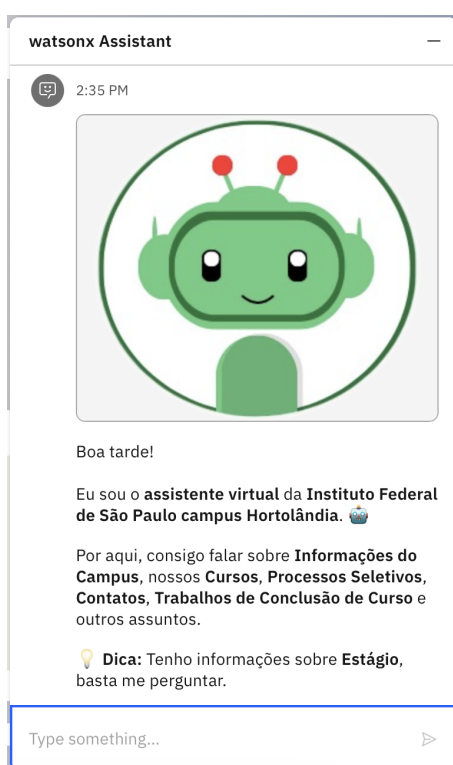 watsonx Assistant
2:35 PM
Boa tarde!
Eu sou o assistente virtual da Instituto Federal
de São Paulo campus Hortolândia. 🤖
Por aqui, consigo falar sobre Informações do
Campus, nossos Cursos, Processos Seletivos,
Contatos, Trabalhos de Conclusão de Curso e
outros assuntos.
💡 Dica: Tenho informações sobre Estágio,
basta me perguntar.
Type something...